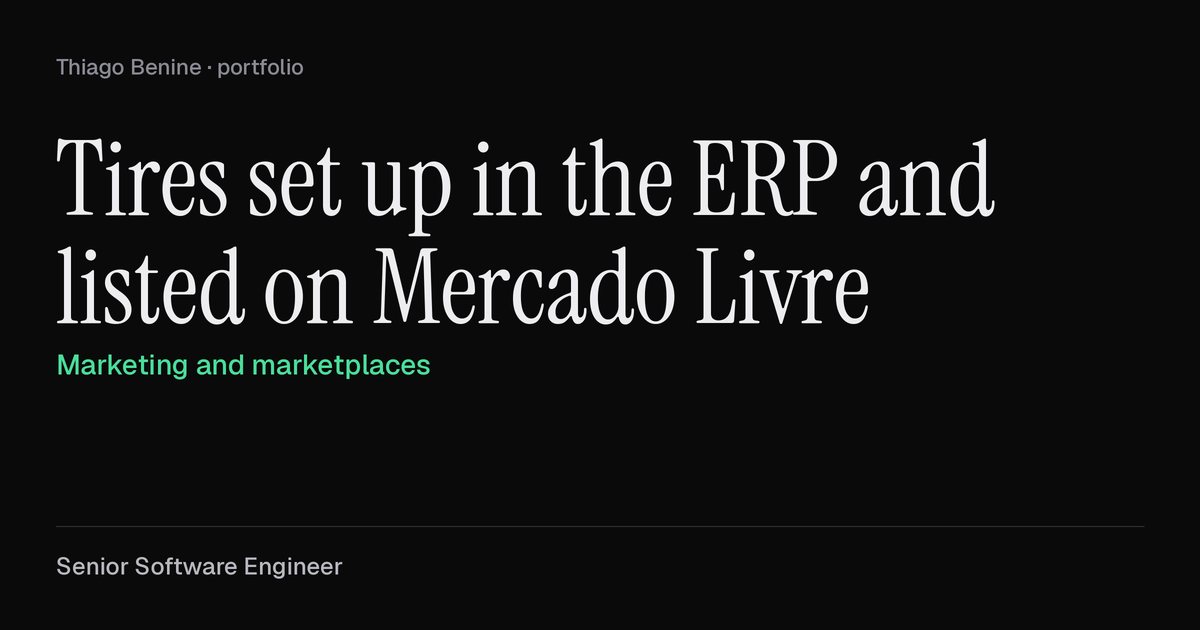 Thiago Benine · portfolio
Tires set up in the ERP and
listed on Mercado Livre
Marketing and marketplaces
Senior Software Engineer